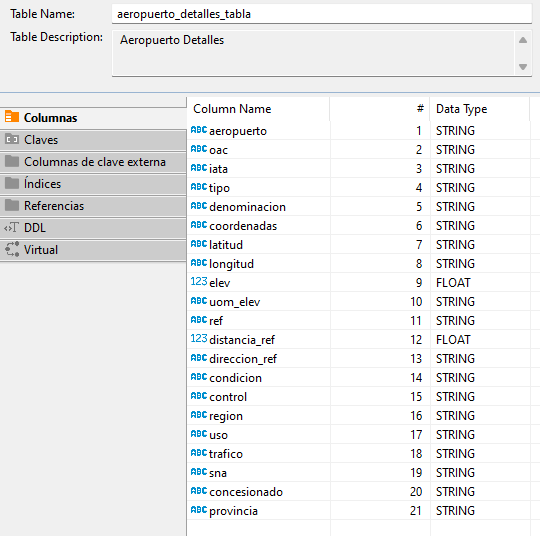 Table Name: aeropuerto_detalles_tabla
Table Description: Aeropuerto Detalles
Columnas
Claves
Columnas de clave externa
Índices
Referencias
DDL
Virtual
Column Name # Data Type
ABC aeropuerto 1 STRING
ABC oac 2 STRING
ABC iata 3 STRING
ABC tipo 4 STRING
ABC denominacion 5 STRING
ABC coordenadas 6 STRING
ABC latitud 7 STRING
ABC longitud 8 STRING
123 elev 9 FLOAT
ABC uom_elev 10 STRING
ABC ref 11 STRING
123 distancia_ref 12 FLOAT
ABC direccion_ref 13 STRING
ABC condicion 14 STRING
ABC control 15 STRING
ABC region 16 STRING
ABC uso 17 STRING
ABC trafico 18 STRING
ABC sna 19 STRING
ABC concesionado 20 STRING
ABC provincia 21 STRING